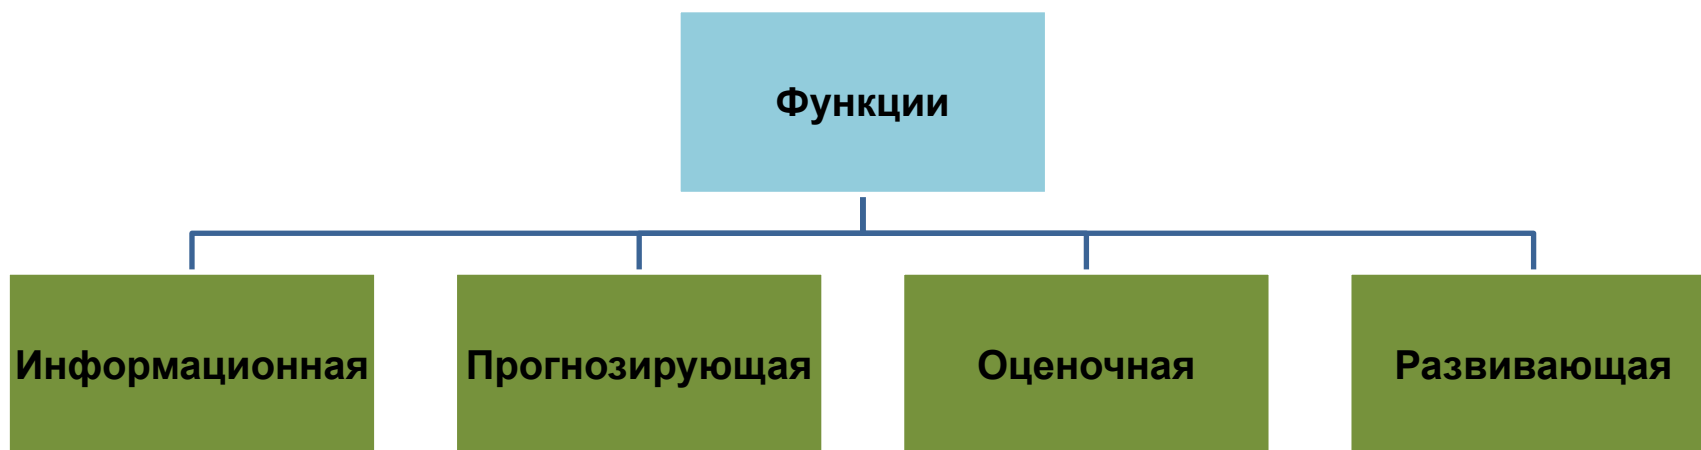 Функции
Информационная
Прогнозирующая
Оценочная
Развивающая